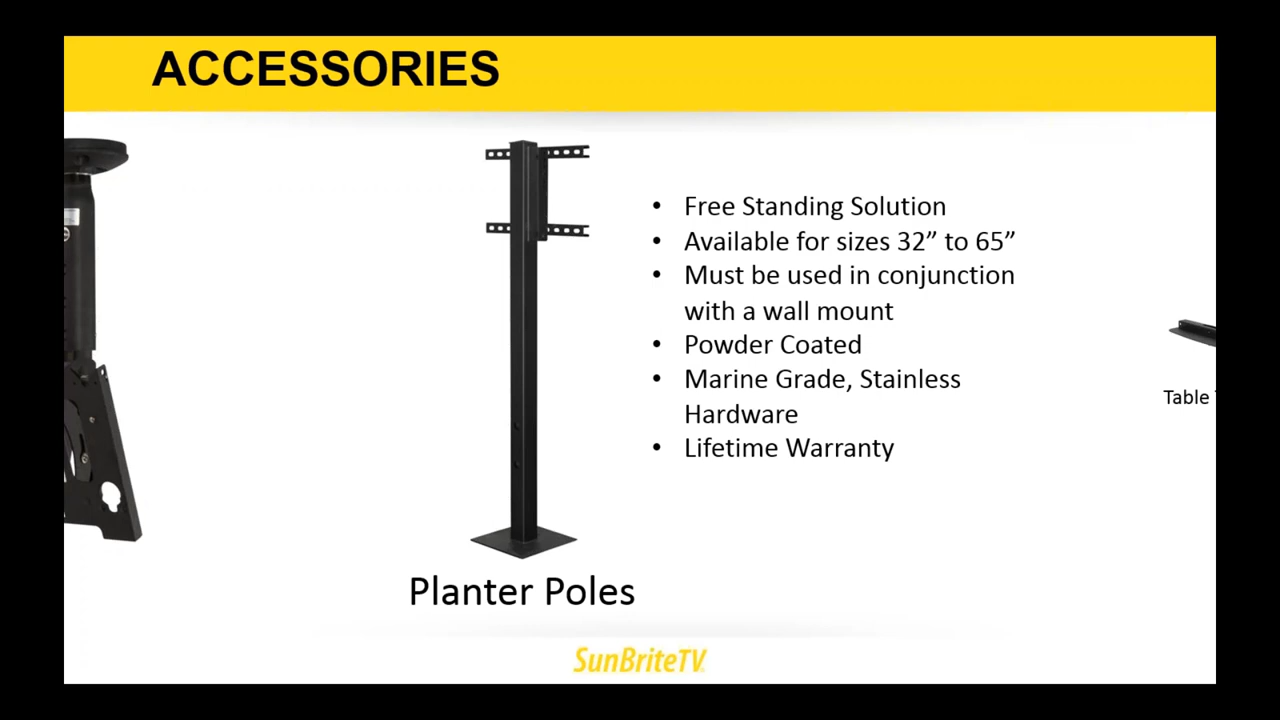 ACCESSORIES
• Free Standing Solution
• Available for sizes 32” to 65”
• Must be used in conjunction
with a wall mount
• Powder Coated
• Marine Grade, Stainless
Hardware
• Lifetime Warranty
Table
Planter Poles
SunBriteTV